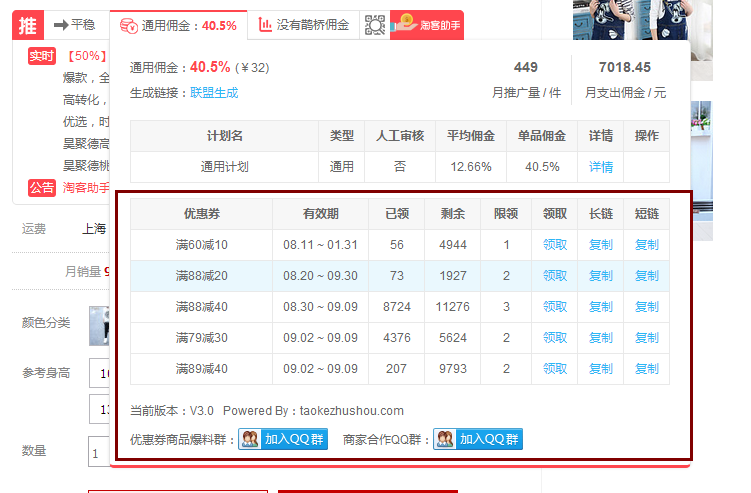 推 平稳 通用佣金：40.5% 没有鹊桥佣金 淘客助手
实时 【50%】
爆款，全
高转化，
优选，时
昊聚德高
昊聚德桃
公告 淘客助手
运费 上海
月销量 9
颜色分类
参考身高 10
13
数量 1
通用佣金：40.5% (￥32) 449 7018.45
生成链接：联盟生成 月推广量 / 件 月支出佣金 / 元
计划名 类型 人工审核 平均佣金 单品佣金 详情 操作
通用计划 通用 否 12.66% 40.5% 详情
优惠券 有效期 已领 剩余 限领 领取 长链 短链
满60减10 08.11 ~ 01.31 56 4944 1 领取 复制 复制
满88减20 08.20 ~ 09.30 73 1927 2 领取 复制 复制
满88减40 08.30 ~ 09.09 8724 11276 3 领取 复制 复制
满79减30 09.02 ~ 09.09 4376 5624 2 领取 复制 复制
满89减40 09.02 ~ 09.09 207 9793 2 领取 复制 复制
当前版本：V3.0 Powered By：taokezhushou.com
优惠券商品爆料群： 加入QQ群 商家合作QQ群： 加入QQ群